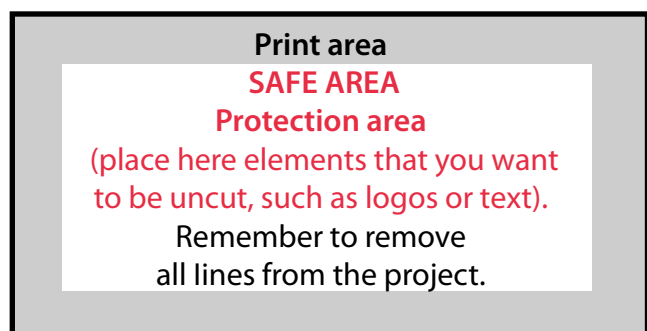 Print area
SAFE AREA
Protection area
(place here elements that you want
to be uncut, such as logos or text).
Remember to remove
all lines from the project.